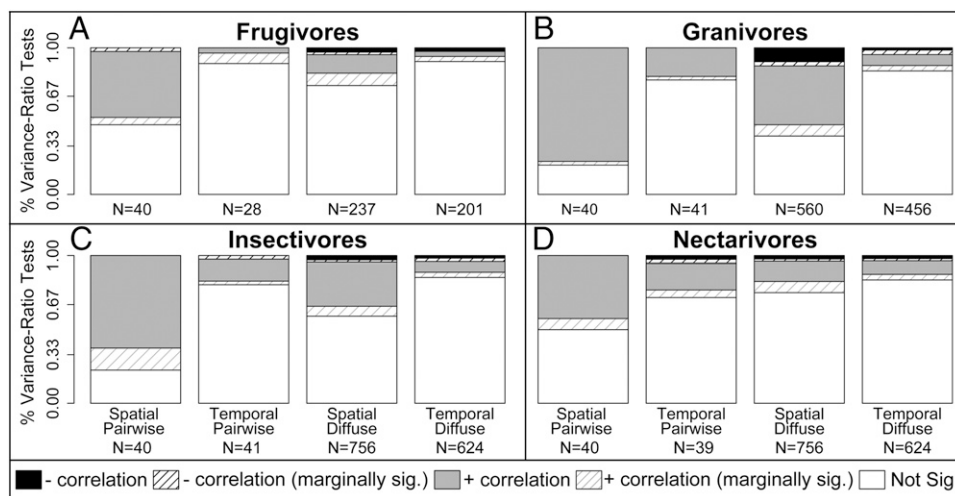 A Frugivores
% Variance-Ratio Tests
1.00
0.67
0.33
0.00
N=40 N=28 N=237 N=201
B Granivores
N=40 N=41 N=560 N=456
C Insectivores
% Variance-Ratio Tests
1.00
0.67
0.33
0.00
Spatial Pairwise
Temporal Pairwise
Spatial Diffuse
Temporal Diffuse
N=40 N=41 N=756 N=624
D Nectarivores
Spatial Pairwise
Temporal Pairwise
Spatial Diffuse
Temporal Diffuse
N=40 N=39 N=756 N=624
- correlation - correlation (marginally sig.) + correlation + correlation (marginally sig.) Not Sig